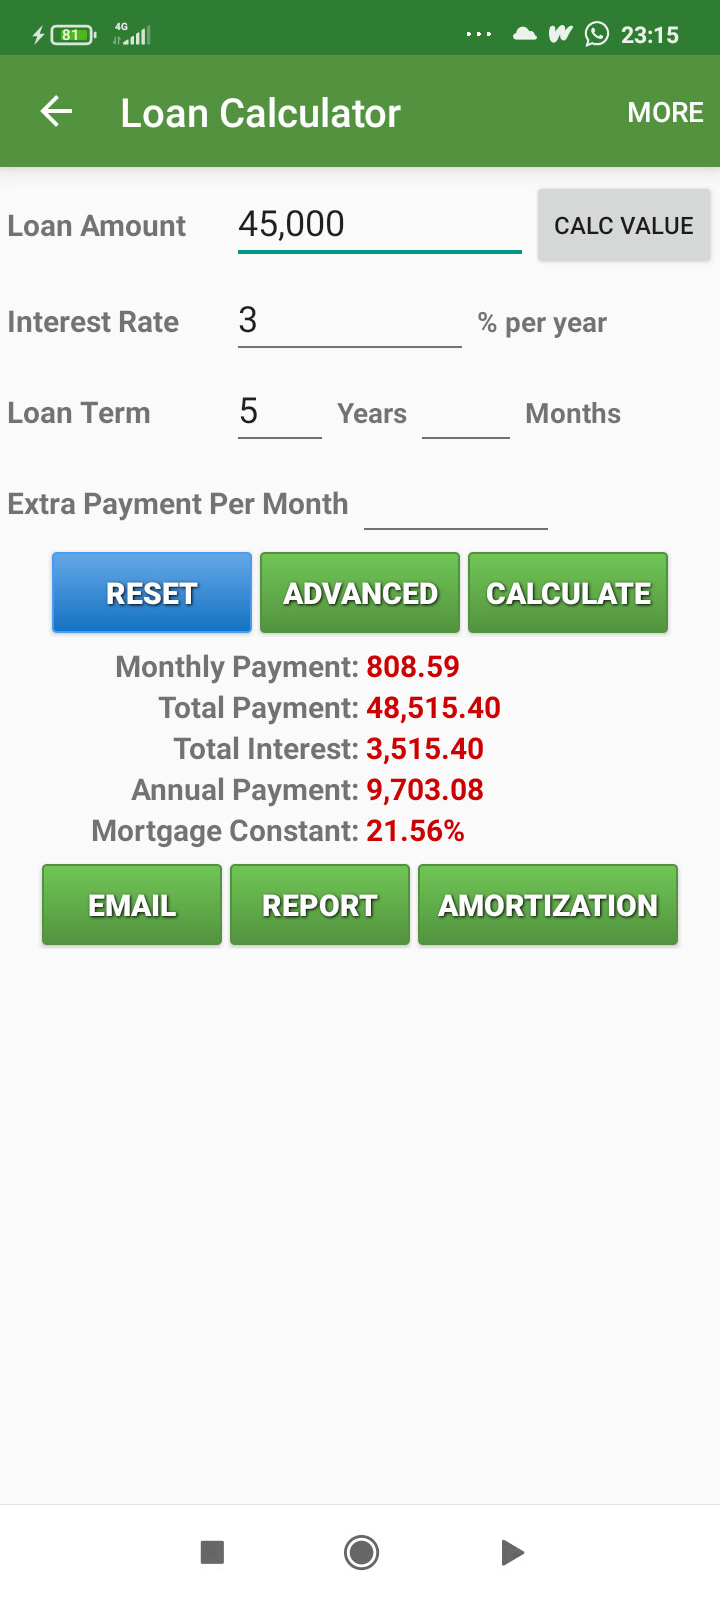 81 4G ... 23:15
Loan Calculator MORE
Loan Amount 45,000 CALC VALUE
Interest Rate 3 % per year
Loan Term 5 Years Months
Extra Payment Per Month
RESET ADVANCED CALCULATE
Monthly Payment: 808.59
Total Payment: 48,515.40
Total Interest: 3,515.40
Annual Payment: 9,703.08
Mortgage Constant: 21.56%
EMAIL REPORT AMORTIZATION